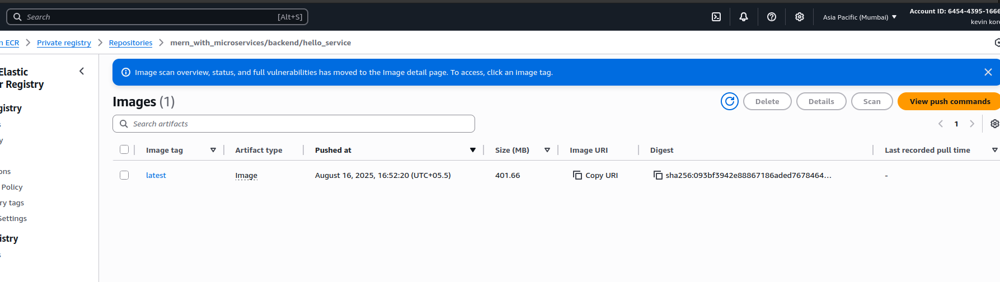 Search [Alt+S] Asia Pacific (Mumbai) Account ID: 6454-4395-1666
kevin kor
n ECR Private registry Repositories mern_with_microservices/backend/hello_service
Elastic
r Registry
Image scan overview, status, and full vulnerabilities has moved to the Image detail page. To access, click an image tag.
Images (1) Delete Details Scan View push commands
gistry
s
Search artifacts 1
y
Image tag Artifact type Pushed at Size (MB) Image URI Digest Last recorded pull time
ons
latest Image August 16, 2025, 16:52:20 (UTC+05.5) 401.66 Copy URI sha256:093bf3942e88867186aded7678464... -
Policy
ry tags
Settings
istry
s